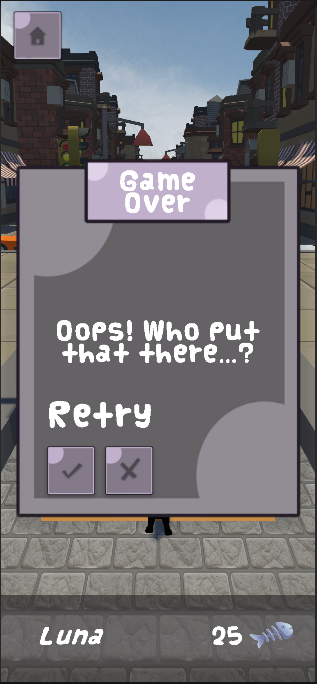 Game
Over
Oops! Who put
that there...?
Retry
Luna
25